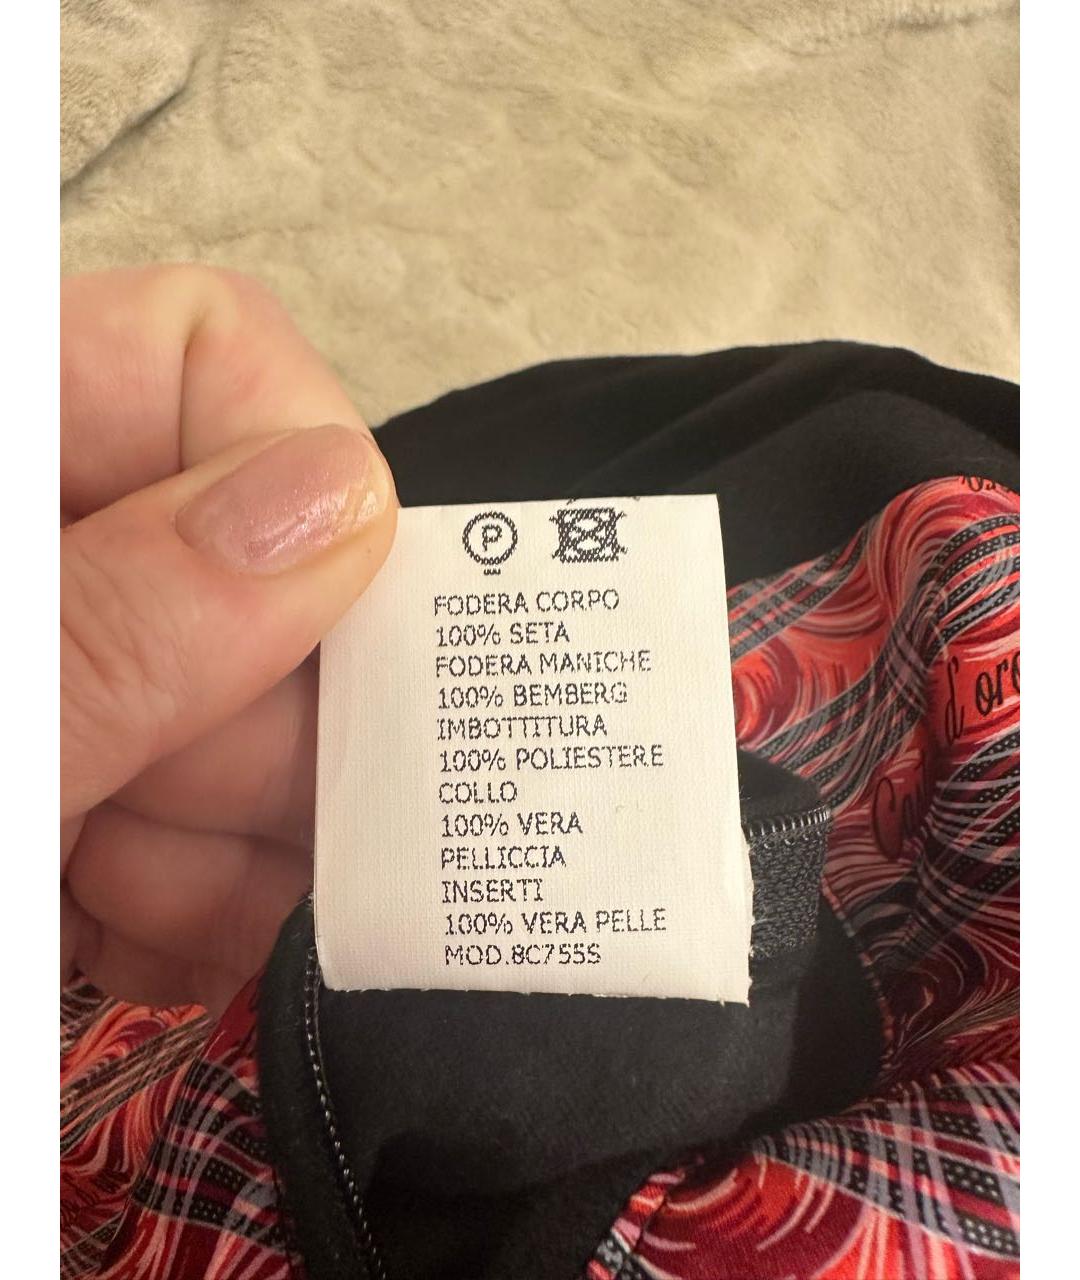 P
FODERA CORPO
100% SETA
FODERA MANICHE
100% BEMBERG
IMBOTTITURA
100% POLIESTERE
COLLO
100% VERA
PELLICCIA
INSERTI
100% VERA PELLE
MOD.8C755S
d'oro